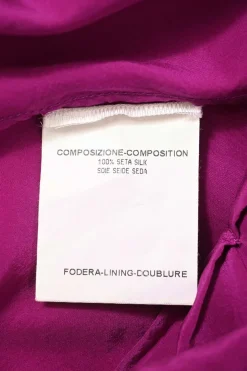 COMPOSIZIONE-COMPOSITION
100% SETA SILK
SOIE SEIDE SEDA
FODERA-LINING-DOUBLURE